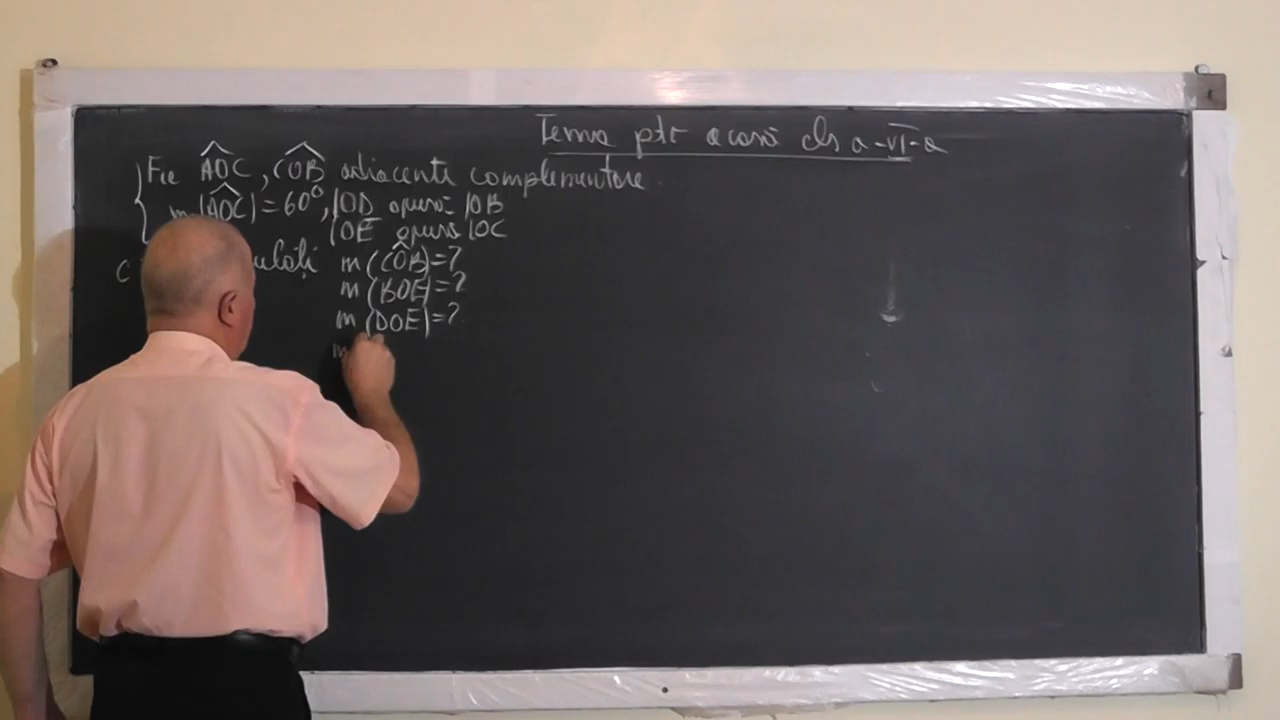 Tema ptr acasă cls a-VI-a
Fie AOC, COB adiacente complementare.
m(AOC)=60°, |OD opusă |OB
|OE opusă |OC
C ulați m(COB)=?
m(BOE)=?
m(DOE)=?
m